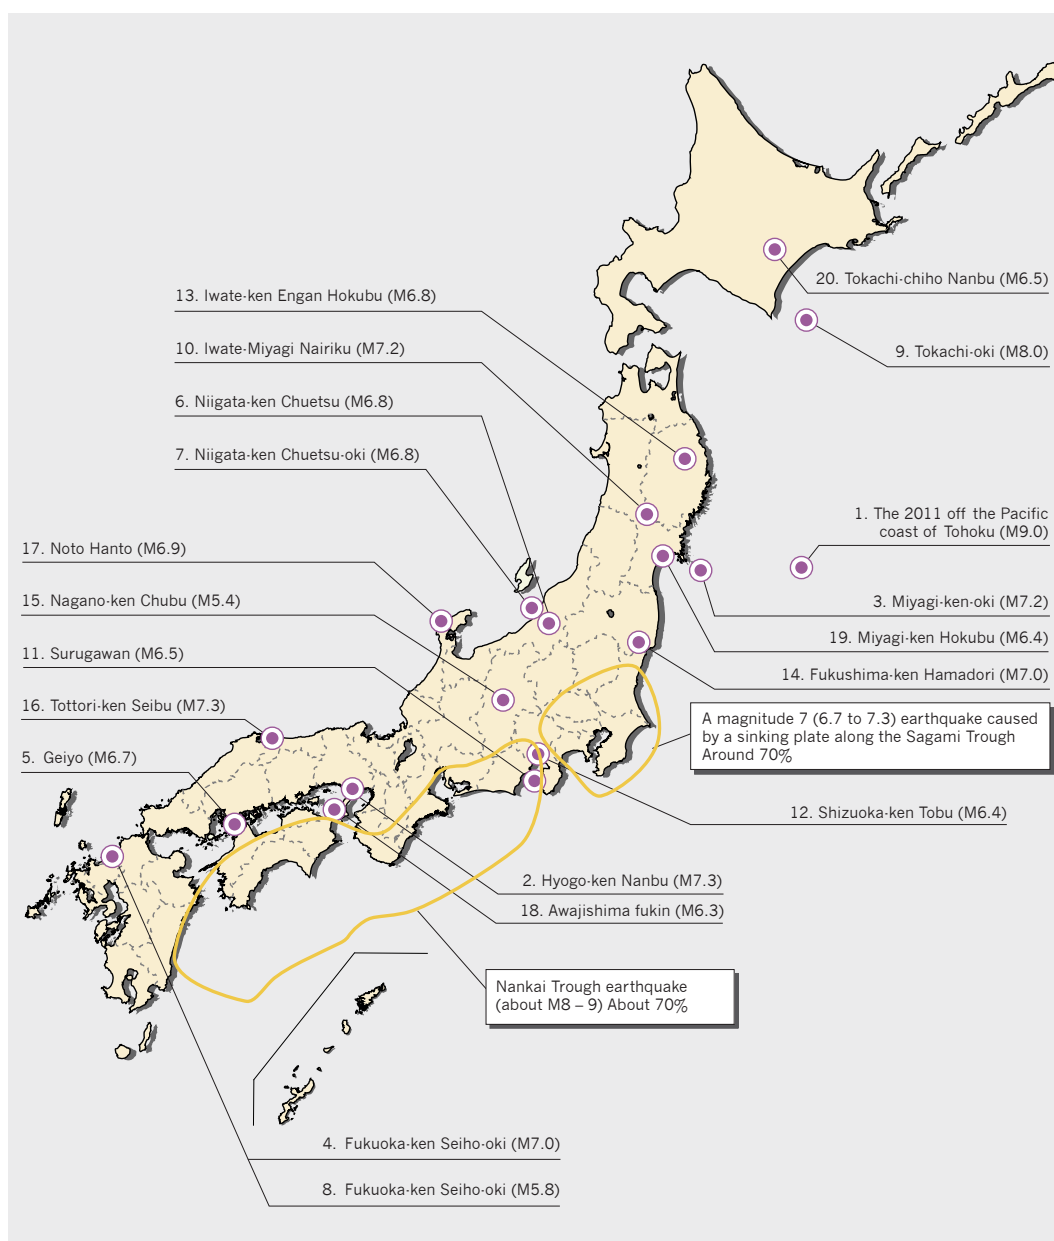 20. Tokachi-chiho Nanbu (M6.5)
13. Iwate-ken Engan Hokubu (M6.8)
10. Iwate-Miyagi Nairiku (M7.2)
9. Tokachi-oki (M8.0)
6. Niigata-ken Chuetsu (M6.8)
7. Niigata-ken Chuetsu-oki (M6.8)
1. The 2011 off the Pacific
coast of Tohoku (M9.0)
17. Noto Hanto (M6.9)
15. Nagano-ken Chubu (M5.4)
3. Miyagi-ken-oki (M7.2)
19. Miyagi-ken Hokubu (M6.4)
11. Surugawan (M6.5)
14. Fukushima-ken Hamadori (M7.0)
16. Tottori-ken Seibu (M7.3)
A magnitude 7 (6.7 to 7.3) earthquake caused
by a sinking plate along the Sagami Trough
Around 70%
5. Geiyo (M6.7)
12. Shizuoka-ken Tobu (M6.4)
2. Hyogo-ken Nanbu (M7.3)
18. Awajishima fukin (M6.3)
Nankai Trough earthquake
(about M8 – 9) About 70%
4. Fukuoka-ken Seiho-oki (M7.0)
8. Fukuoka-ken Seiho-oki (M5.8)